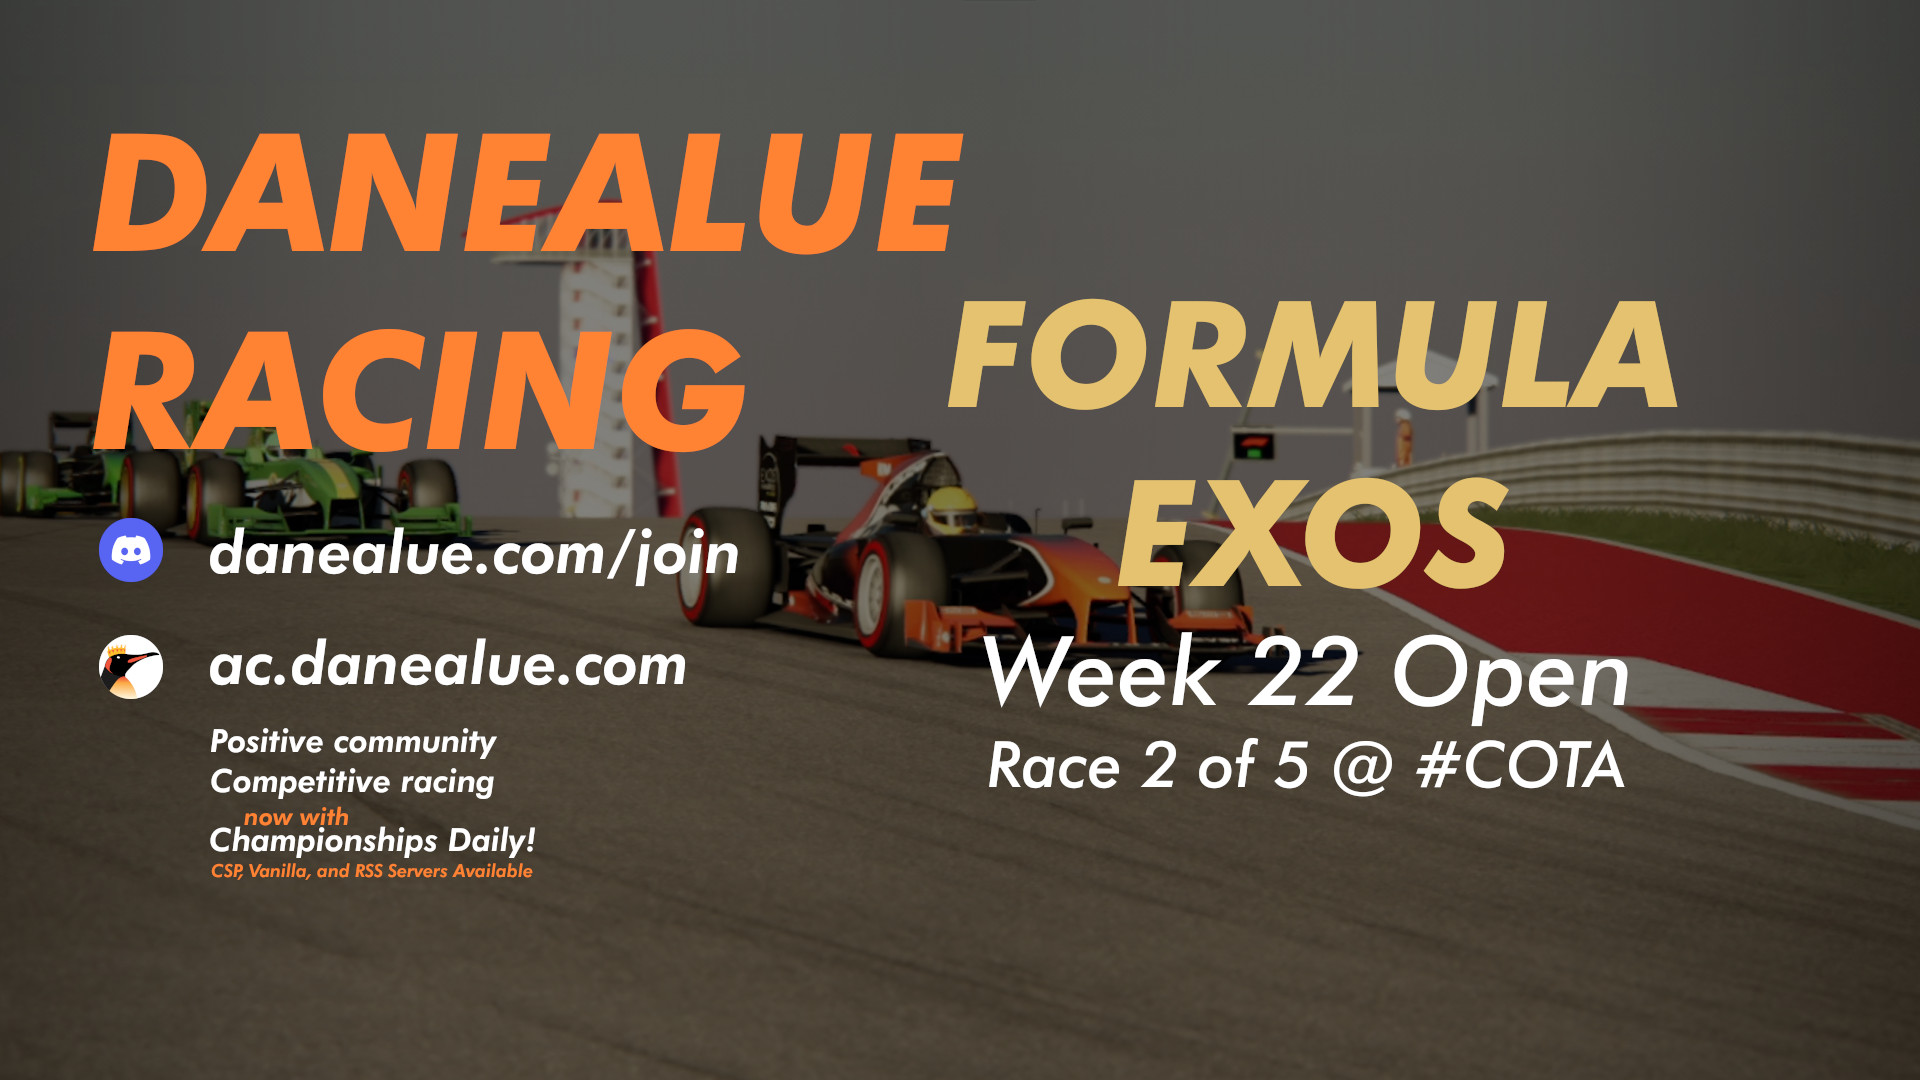 DANEALUE
RACING
danealue.com/join
ac.danealue.com
Positive community
Competitive racing
now with
Championships Daily!
CSP, Vanilla, and RSS Servers Available
FORMULA
EXOS
Week 22 Open
Race 2 of 5 @ #COTA